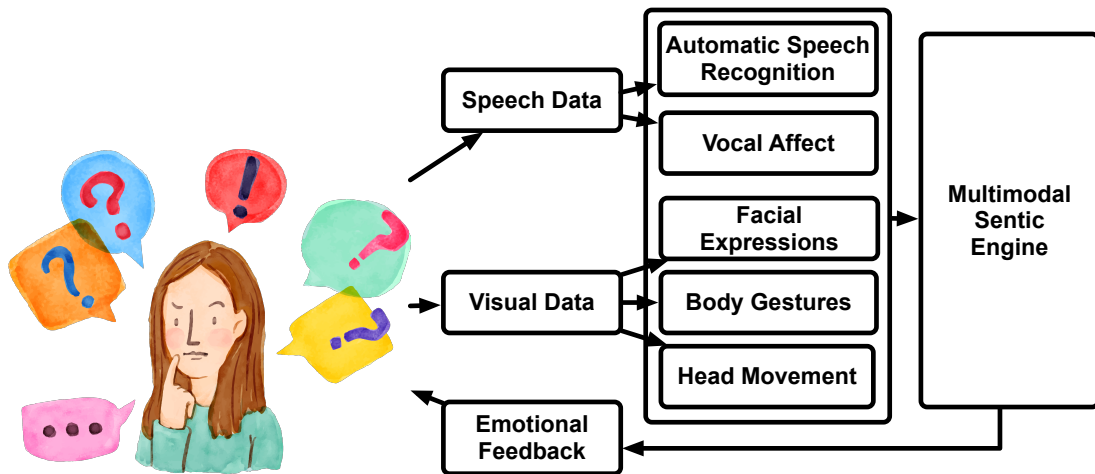 Speech Data
Visual Data
Emotional
Feedback
Automatic Speech
Recognition
Vocal Affect
Facial
Expressions
Body Gestures
Head Movement
Multimodal
Sentic
Engine
?
!
?
?
?
...